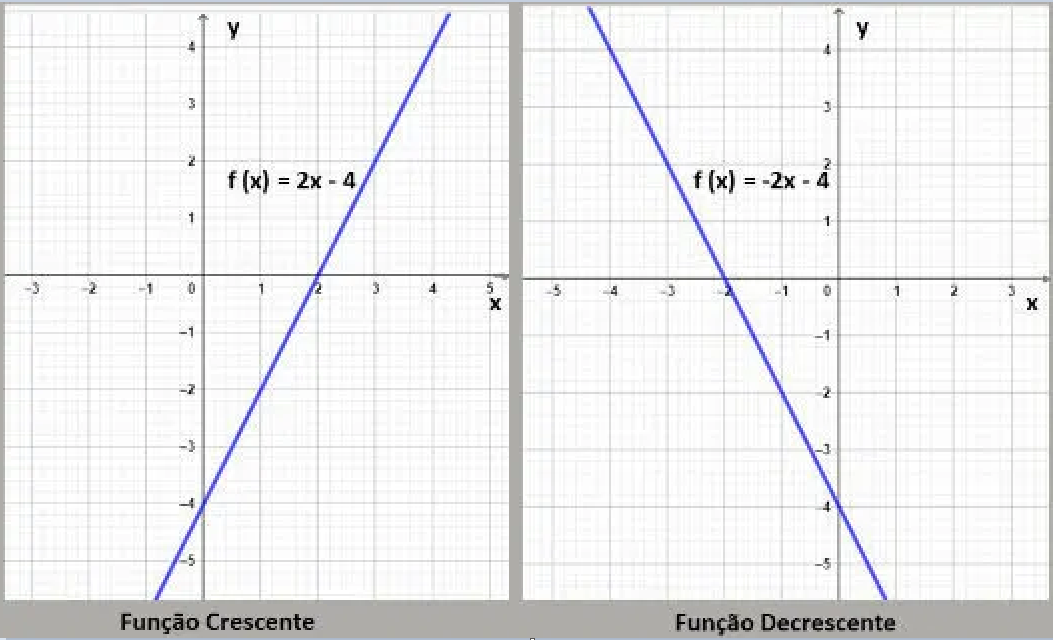 y
4
3
2
f (x) = 2x - 4
1
-3 -2 -1 0 1 2 3 4 5
x
-1
-2
-3
-4
-5
Função Crescente
y
4
3
2
f (x) = -2x - 4
1
-5 -4 -3 -2 -1 0 1 2 3
x
-1
-2
-3
-4
-5
Função Decrescente